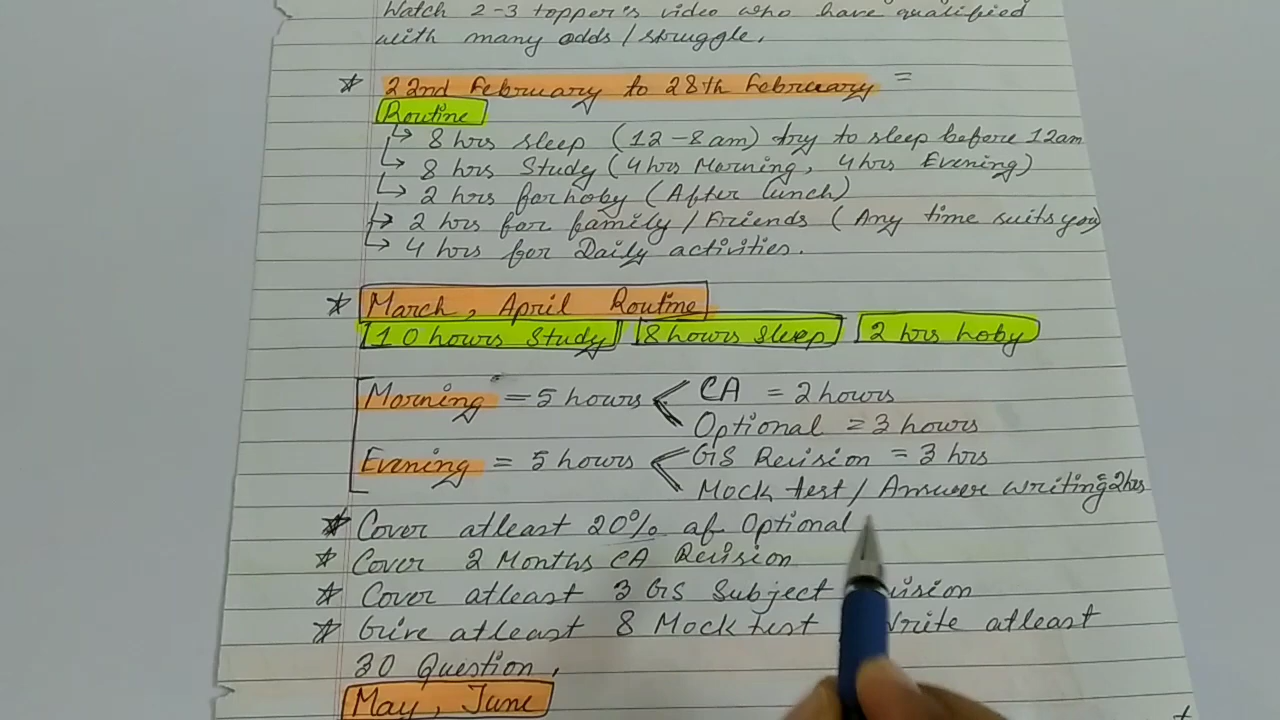 Watch 2-3 topper's video who have qualified
with many odds/struggle.
* 22nd February to 28th February =
Routine
↳ 8 hrs sleep (12-8am) try to sleep before 12am
↳ 8 hrs Study (4hrs Morning, 4hrs Evening)
↳ 2 hrs for hoby (After lunch)
↳ 2 hrs for family/Friends (Any time suits you)
↳ 4 hrs for Daily activities.
* March, April Routine
10 hours Study 8 hours Sleep 2 hrs hoby
Morning = 5 hours < CA = 2 hours
Optional = 3 hours
Evening = 5 hours < GS Revision = 3 hrs
Mock test/Answer writing=2hrs
* Cover atleast 20% of Optional
* Cover 2 Months CA Revision
* Cover atleast 3 GS Subject
* Give atleast 8 Mock test Write atleast
30 Question.
May, June